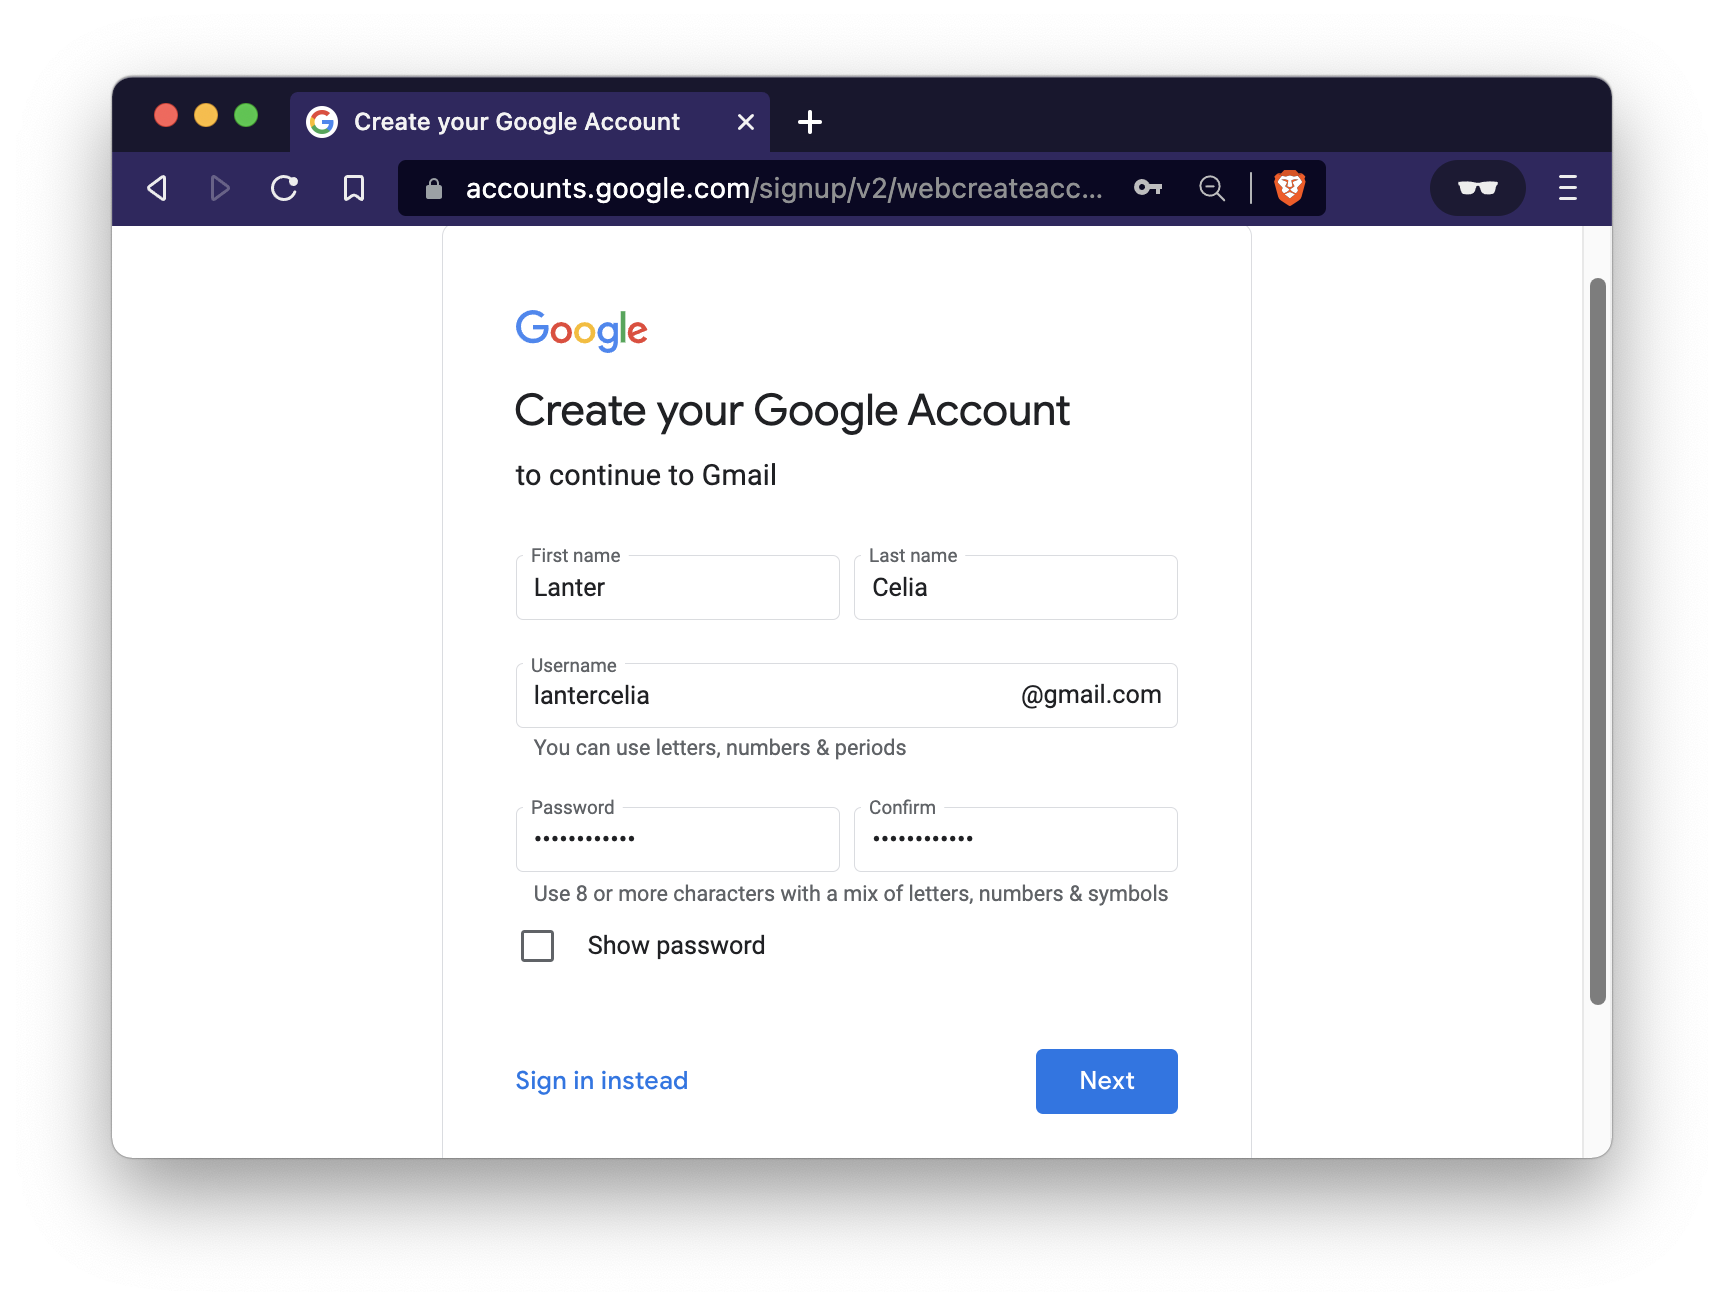 Create your Google Account
accounts.google.com/signup/v2/webcreateacc...
Google
Create your Google Account
to continue to Gmail
First name
Last name
Lanter
Celia
Username
lantercelia
@gmail.com
You can use letters, numbers & periods
Password
Confirm
••••••••••••
••••••••••••
Use 8 or more characters with a mix of letters, numbers & symbols
Show password
Sign in instead
Next